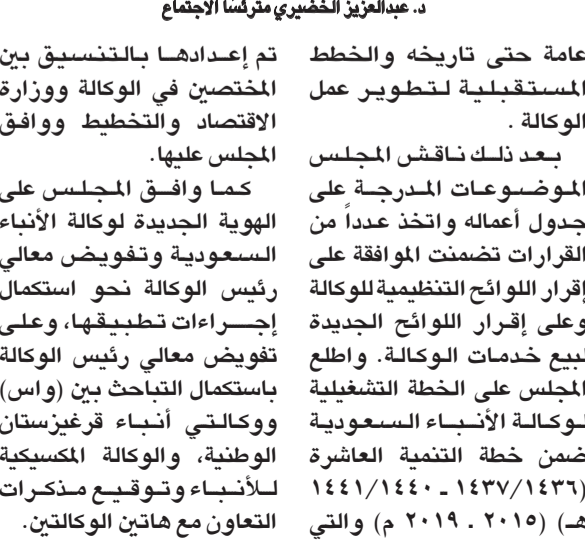 د. عبدالعزيز الخضيري مترئسًا الاجتماع
عامة حتى تاريخه والخطط
المستقبلية لتطوير عمل
الوكالة .
بعد ذلك ناقش المجلس
الموضوعات المدرجة على
جدول أعماله واتخذ عدداً من
القرارات تضمنت الموافقة على
إقرار اللوائح التنظيمية للوكالة
وعلى إقرار اللوائح الجديدة
لبيع خدمات الوكالة. واطلع
المجلس على الخطة التشغيلية
لوكالة الأنباء السعودية
ضمن خطة التنمية العاشرة
(١٤٣٧/١٤٣٦ ـ ١٤٤١/١٤٤٠
هـ) (٢٠١٥ ـ ٢٠١٩ م) والتي
تم إعدادها بالتنسيق بين
المختصين في الوكالة ووزارة
الاقتصاد والتخطيط ووافق
المجلس عليها.
كما وافق المجلس على
الهوية الجديدة لوكالة الأنباء
السعودية وتفويض معالي
رئيس الوكالة نحو استكمال
إجراءات تطبيقها، وعلى
تفويض معالي رئيس الوكالة
باستكمال التباحث بين (واس)
ووكالتي أنباء قرغيزستان
الوطنية، والوكالة المكسيكية
للأنباء وتوقيع مذكرات
التعاون مع هاتين الوكالتين.